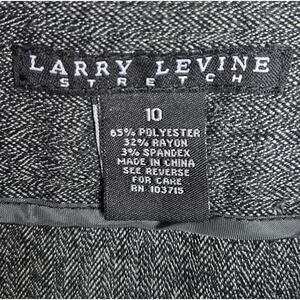 LARRY LEVINE
STRETCH
10
65% POLYESTER
32% RAYON
3% SPANDEX
MADE IN CHINA
SEE REVERSE
FOR CARE
RN 103715